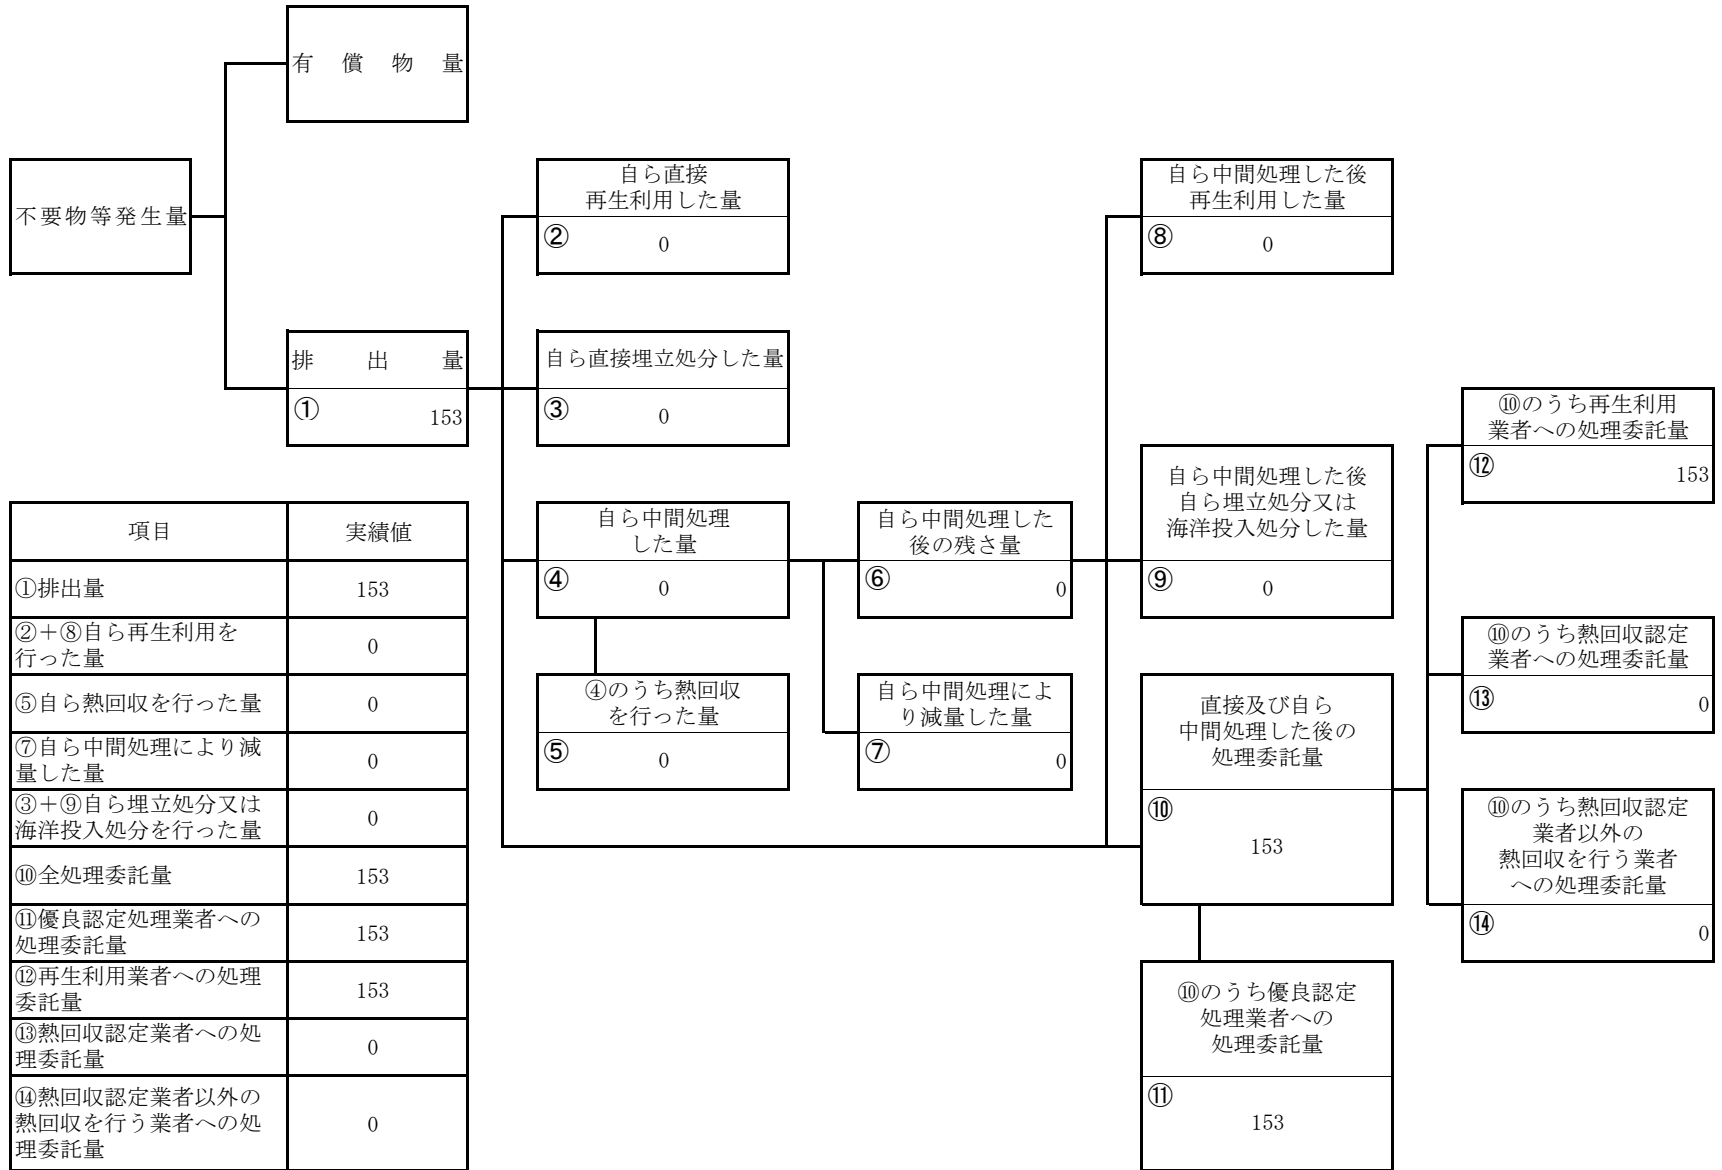 有償物量
不要物等発生量
排出量
① 153
自ら直接
再生利用した量
② 0
自ら直接埋立処分した量
③ 0
自ら中間処理
した量
④ 0
④のうち熱回収
を行った量
⑤ 0
自ら中間処理した
後の残さ量
⑥ 0
自ら中間処理によ
り減量した量
⑦ 0
自ら中間処理した後
再生利用した量
⑧ 0
自ら中間処理した後
自ら埋立処分又は
海洋投入処分した量
⑨ 0
直接及び自ら
中間処理した後の
処理委託量
⑩
153
⑩のうち優良認定
処理業者への
処理委託量
⑪
153
⑩のうち再生利用
業者への処理委託量
⑫ 153
⑩のうち熱回収認定
業者への処理委託量
⑬ 0
⑩のうち熱回収認定
業者以外の
熱回収を行う業者
への処理委託量
⑭ 0
項目 実績値
①排出量 153
②＋⑧自ら再生利用を
行った量 0
⑤自ら熱回収を行った量 0
⑦自ら中間処理により減
量した量 0
③＋⑨自ら埋立処分又は
海洋投入処分を行った量 0
⑩全処理委託量 153
⑪優良認定処理業者への
処理委託量 153
⑫再生利用業者への処理
委託量 153
⑬熱回収認定業者への処
理委託量 0
⑭熱回収認定業者以外の
熱回収を行う業者への処
理委託量 0